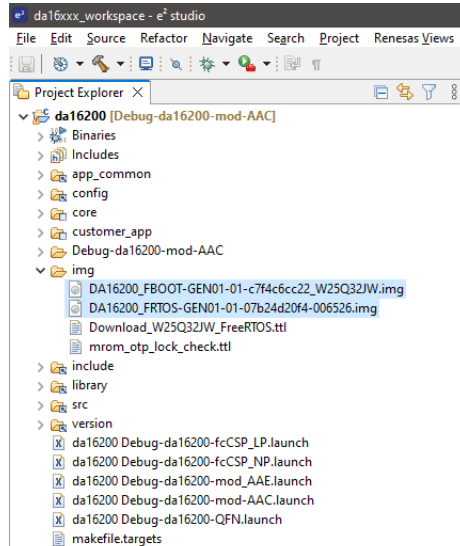 da16xxx_workspace - e² studio
File Edit Source Refactor Navigate Search Project Renesas Views
Project Explorer
da16200 [Debug-da16200-mod-AAC]
Binaries
Includes
app_common
config
core
customer_app
Debug-da16200-mod-AAC
img
DA16200_FBOOT-GEN01-01-c7f4c6cc22_W25Q32JW.img
DA16200_FRTOS-GEN01-01-07b24d20f4-006526.img
Download_W25Q32JW_FreeRTOS.ttl
mrom_otp_lock_check.ttl
include
library
src
version
da16200 Debug-da16200-fcCSP_LP.launch
da16200 Debug-da16200-fcCSP_NP.launch
da16200 Debug-da16200-mod_AAE.launch
da16200 Debug-da16200-mod-AAC.launch
da16200 Debug-da16200-QFN.launch
makefile.targets